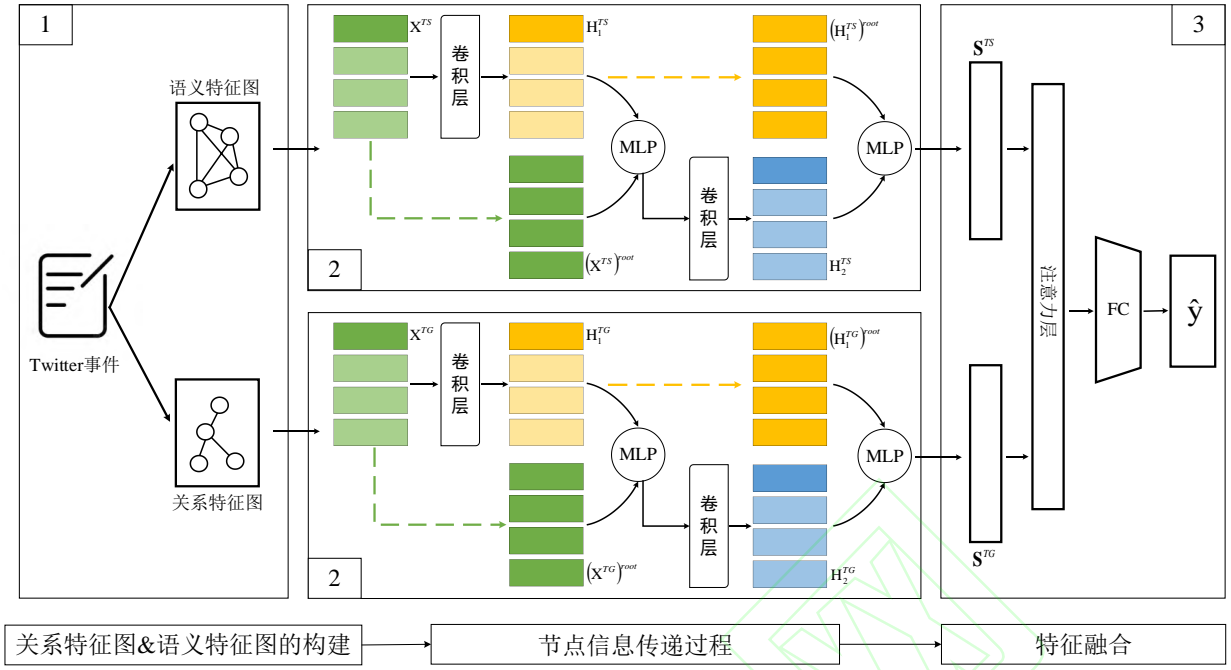 1
语义特征图
Twitter事件
关系特征图
2
X^{TS}
卷积层
H_1^{TS}
(H_1^{TS})^{root}
MLP
MLP
(X^{TS})^{root}
卷积层
H_2^{TS}
2
X^{TG}
卷积层
H_1^{TG}
(H_1^{TG})^{root}
MLP
MLP
(X^{TG})^{root}
卷积层
H_2^{TG}
3
S^{TS}
S^{TG}
注意力层
FC
ŷ
关系特征图&语义特征图的构建
节点信息传递过程
特征融合